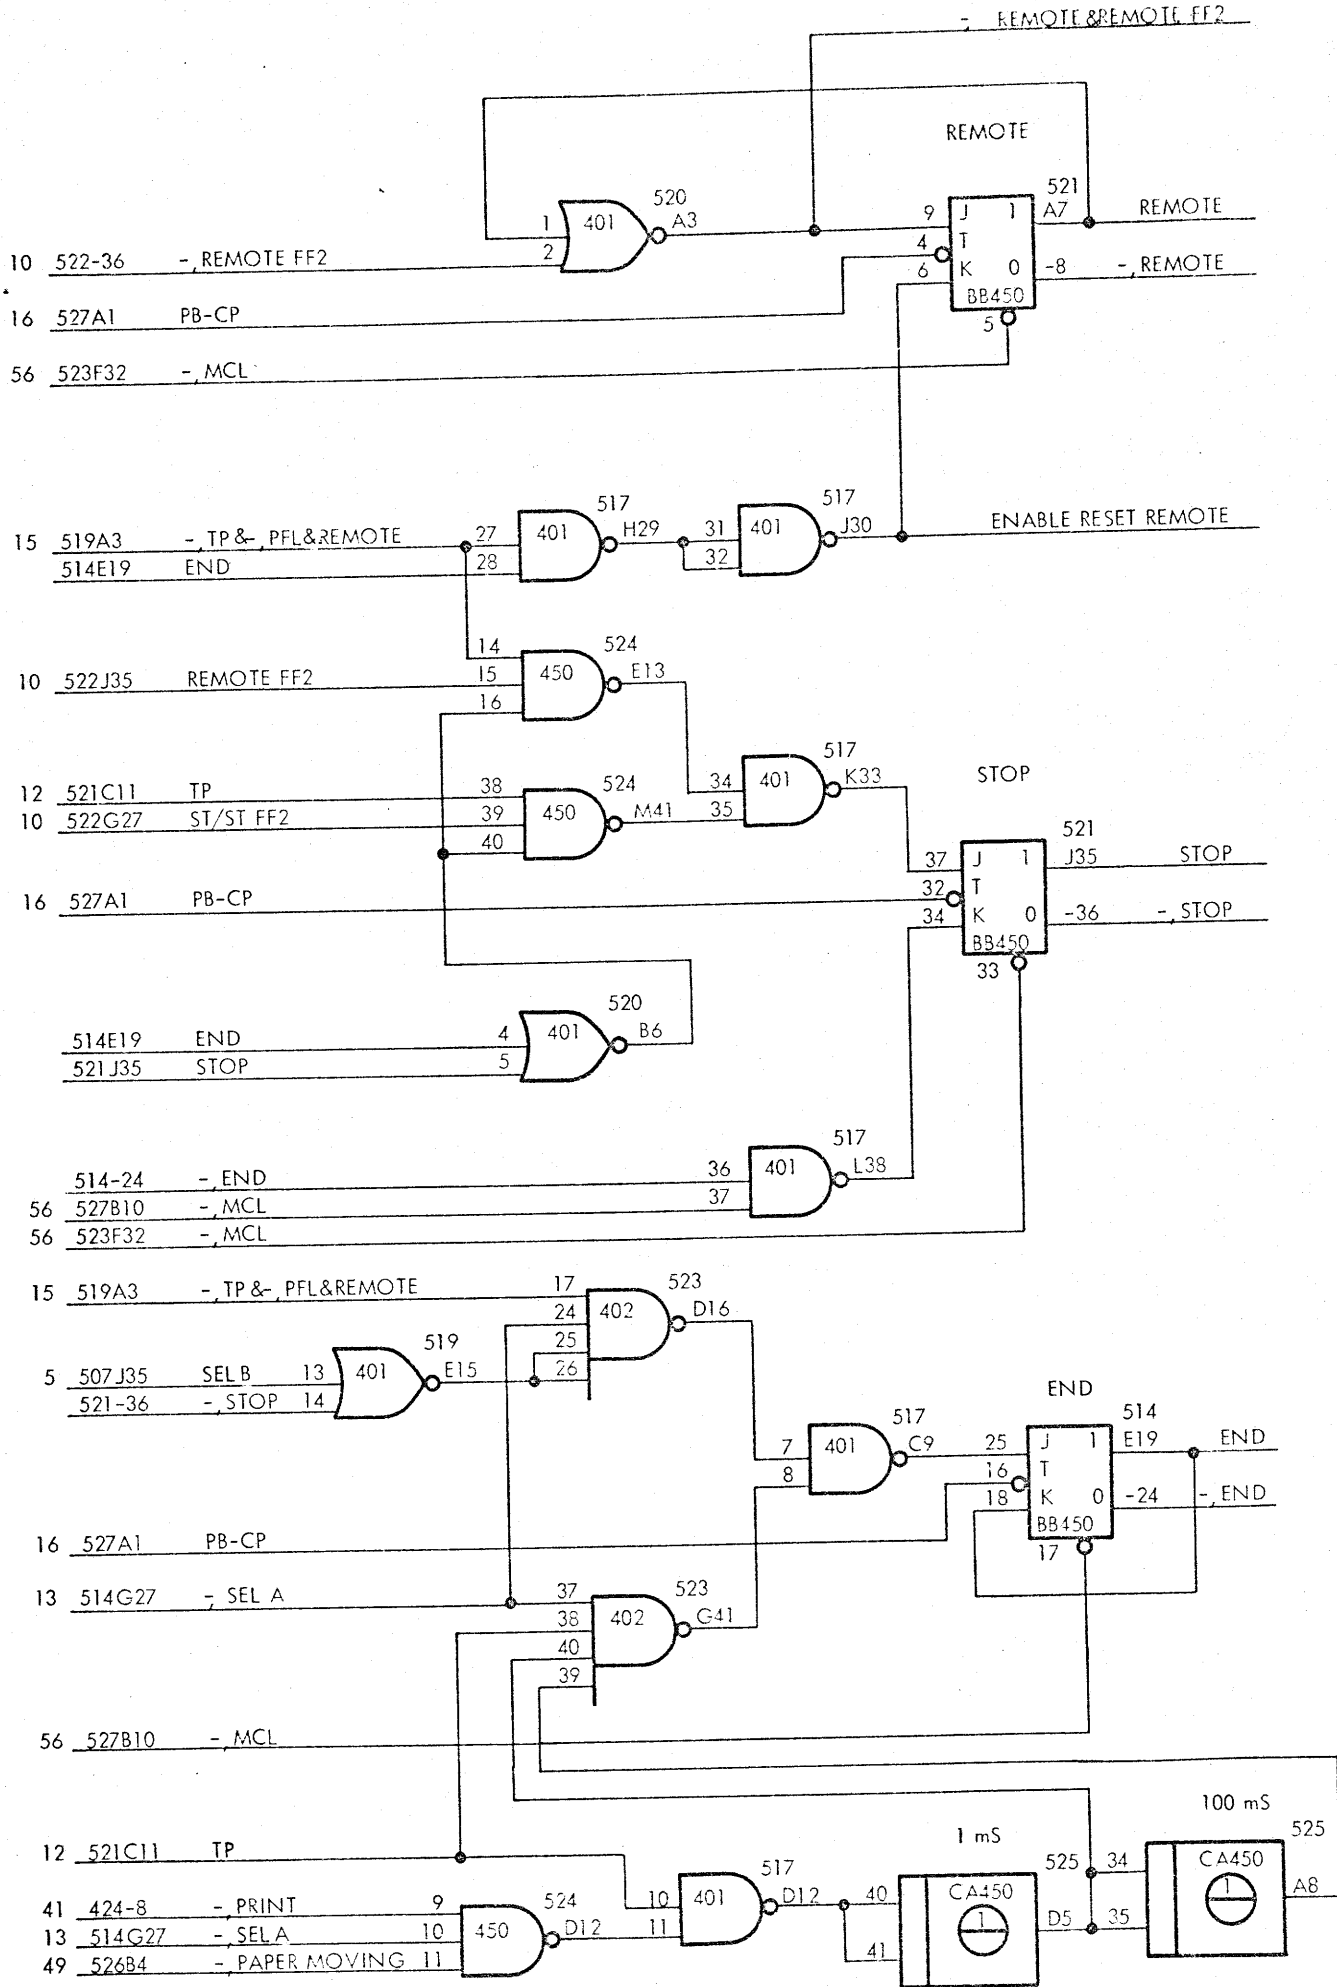 -, REMOTE&REMOTE FF2
REMOTE
520
521
1 401 A3 9 J 1 A7 REMOTE
2 4 T
10 522-36 -,REMOTE FF2 6 K 0 -8 -,REMOTE
16 527A1 PB-CP BB450
5
56 523F32 -,MCL
517 517
15 519A3 -,TP&-,PFL&REMOTE 27 401 H29 31 401 J30 ENABLE RESET REMOTE
514E19 END 28 32
14 524
10 522J35 REMOTE FF2 15 450 E13
16
517
12 521C11 TP 38 524 34 401 K33 STOP
10 522G27 ST/ST FF2 39 450 M41 35
40 521
37 J 1 J35 STOP
16 527A1 PB-CP 32 T
34 K 0 -36 -,STOP
BB450
33
520
514E19 END 4 401 B6
521J35 STOP 5
517
514-24 -,END 36 401 L38
56 527B10 -,MCL 37
56 523F32 -,MCL
15 519A3 -,TP&-,PFL&REMOTE 17 523
24 402 D16
519 25
5 507J35 SELB 13 401 E15 26
521-36 -,STOP 14 END
517 514
7 401 C9 25 J 1 E19 END
8 16 T
18 K 0 -24 -,END
BB450
16 527A1 PB-CP 17
13 514G27 -, SEL A 37 523
38 402 G41
40
39
56 527B10 -,MCL
100 mS
12 521C11 TP 1 mS 525
517 525 34 CA450
41 424-8 -,PRINT 9 524 10 401 D12 40 CA450 1 A8
13 514G27 -,SELA 10 450 D12 11 1 D5 35
49 526B4 -,PAPER MOVING 11 41